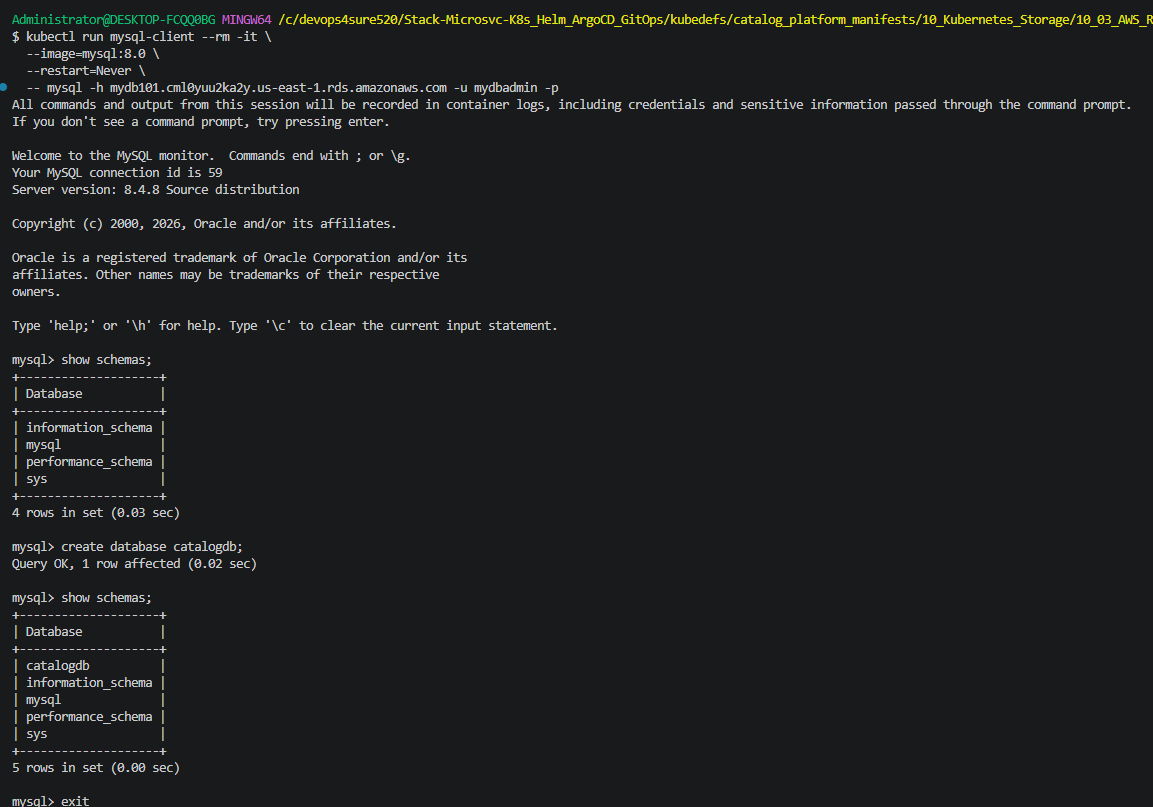 Administrator@DESKTOP-FCQQ0BG MINGW64 /c/devops4sure520/Stack-Microsvc-K8s_Helm_ArgoCD_GitOps/kubedefs/catalog_platform_manifests/10_Kubernetes_Storage/10_03_AWS_R
$ kubectl run mysql-client --rm -it \
  --image=mysql:8.0 \
  --restart=Never \
  -- mysql -h mydb101.cml0yuu2ka2y.us-east-1.rds.amazonaws.com -u mydbadmin -p
All commands and output from this session will be recorded in container logs, including credentials and sensitive information passed through the command prompt.
If you don't see a command prompt, try pressing enter.

Welcome to the MySQL monitor.  Commands end with ; or \g.
Your MySQL connection id is 59
Server version: 8.4.8 Source distribution

Copyright (c) 2000, 2026, Oracle and/or its affiliates.

Oracle is a registered trademark of Oracle Corporation and/or its
affiliates. Other names may be trademarks of their respective
owners.

Type 'help;' or '\h' for help. Type '\c' to clear the current input statement.

mysql> show schemas;
+--------------------+
| Database           |
+--------------------+
| information_schema |
| mysql              |
| performance_schema |
| sys                |
+--------------------+
4 rows in set (0.03 sec)

mysql> create database catalogdb;
Query OK, 1 row affected (0.02 sec)

mysql> show schemas;
+--------------------+
| Database           |
+--------------------+
| catalogdb          |
| information_schema |
| mysql              |
| performance_schema |
| sys                |
+--------------------+
5 rows in set (0.00 sec)

mysql> exit